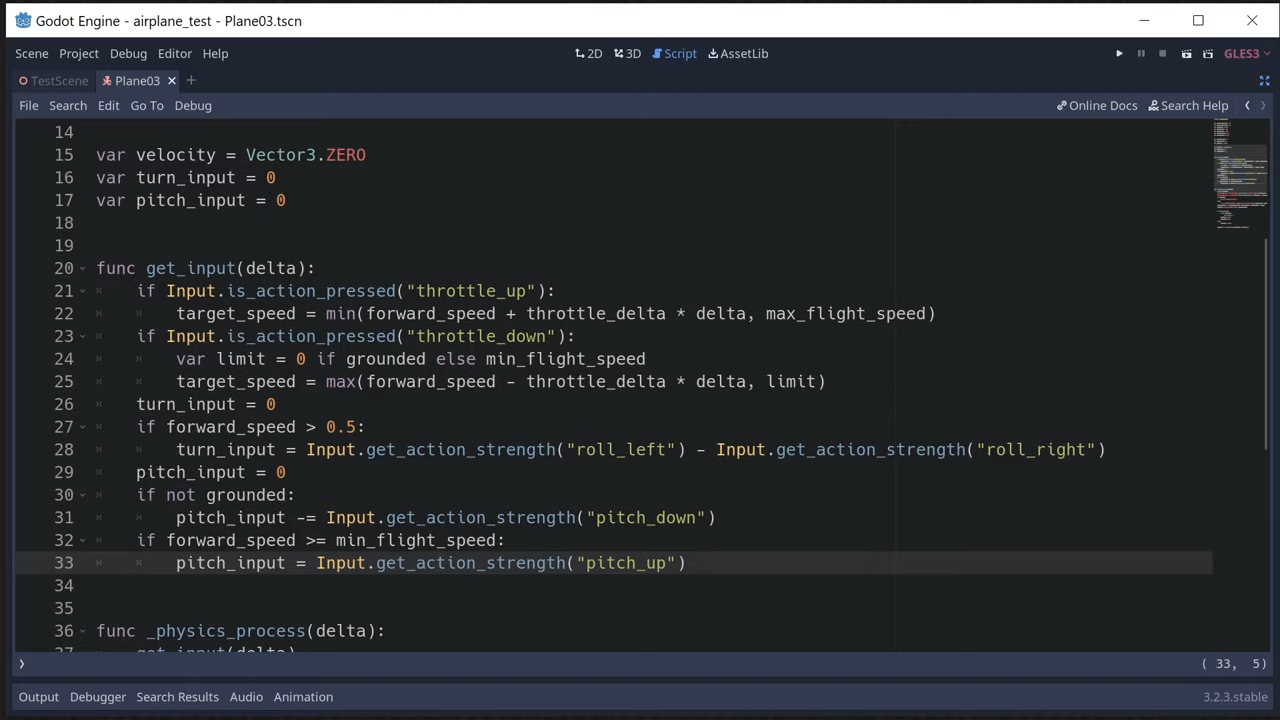 Godot Engine - airplane_test - Plane03.tscn
Scene Project Debug Editor Help 2D 3D Script AssetLib GLES3
TestScene Plane03
File Search Edit Go To Debug Online Docs Search Help
14
15 var velocity = Vector3.ZERO
16 var turn_input = 0
17 var pitch_input = 0
18
19
20 func get_input(delta):
21 if Input.is_action_pressed("throttle_up"):
22 target_speed = min(forward_speed + throttle_delta * delta, max_flight_speed)
23 if Input.is_action_pressed("throttle_down"):
24 var limit = 0 if grounded else min_flight_speed
25 target_speed = max(forward_speed - throttle_delta * delta, limit)
26 turn_input = 0
27 if forward_speed > 0.5:
28 turn_input = Input.get_action_strength("roll_left") - Input.get_action_strength("roll_right")
29 pitch_input = 0
30 if not grounded:
31 pitch_input -= Input.get_action_strength("pitch_down")
32 if forward_speed >= min_flight_speed:
33 pitch_input = Input.get_action_strength("pitch_up")
34
35
36 func _physics_process(delta):
37 get_input(delta)
( 33, 5)
Output Debugger Search Results Audio Animation 3.2.3.stable